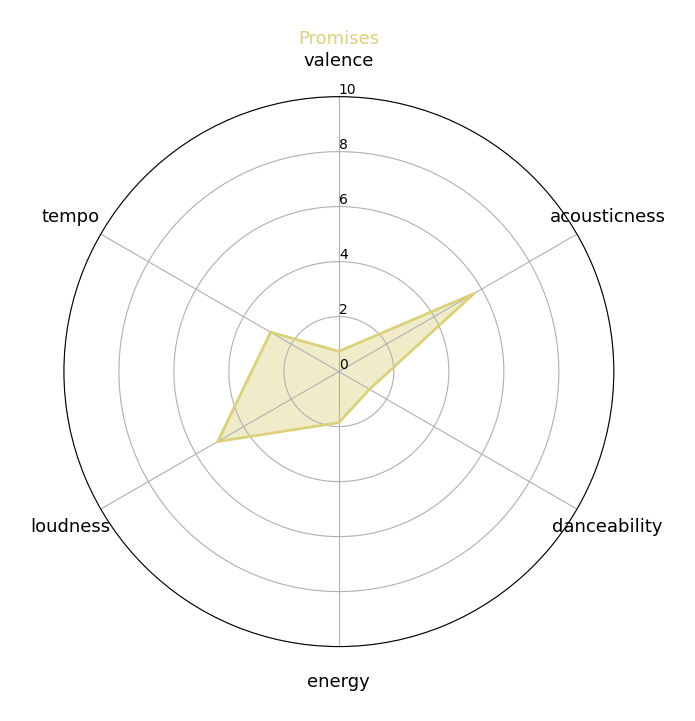 Promises
valence
10
8
6
4
2
0
tempo
acousticness
loudness
danceability
energy